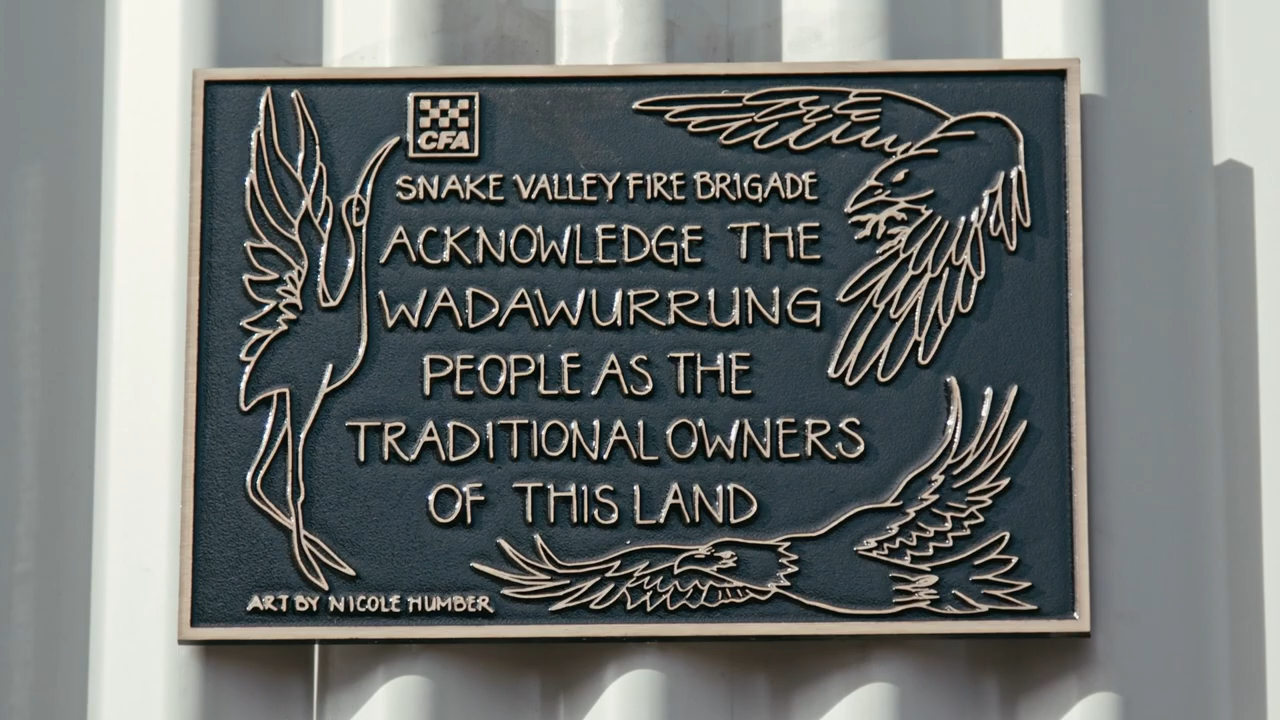 CFA
SNAKE VALLEY FIRE BRIGADE
ACKNOWLEDGE THE
WADAWURRUNG
PEOPLE AS THE
TRADITIONAL OWNERS
OF THIS LAND
ART BY NICOLE HUMBER